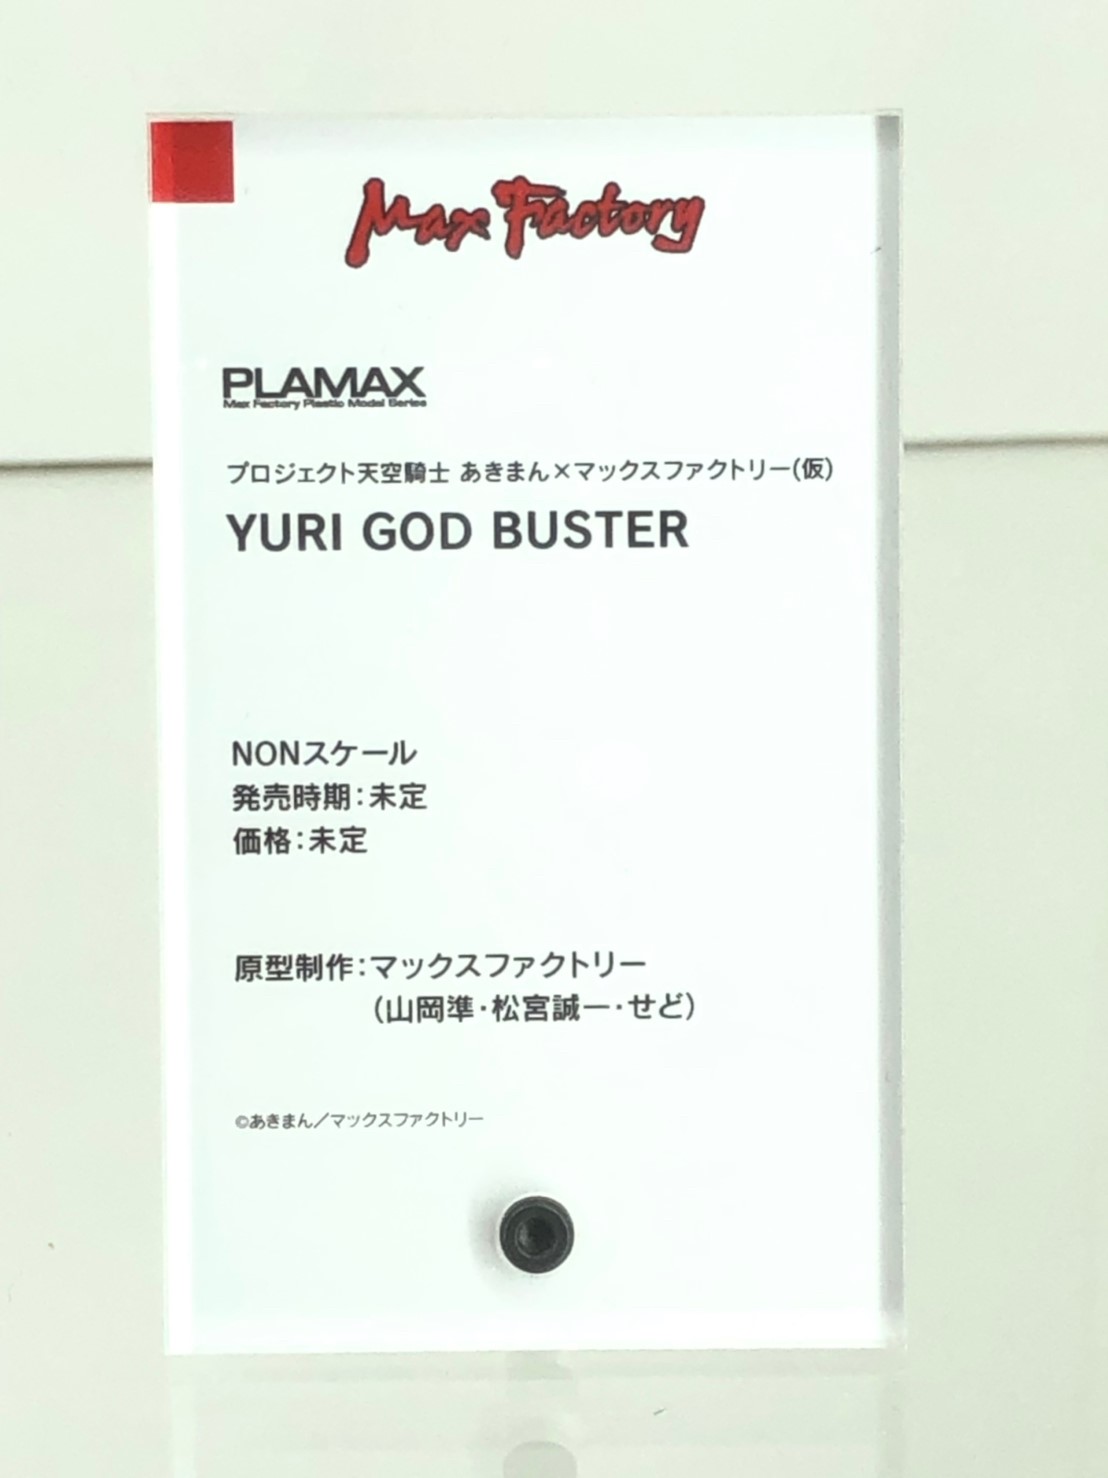 Max Factory
PLAMAX
Max Factory Plastic Model Series
プロジェクト天空騎士 あきまん×マックスファクトリー(仮)
YURI GOD BUSTER
NONスケール
発売時期：未定
価格：未定
原型制作：マックスファクトリー
（山岡準・松宮誠一・せど）
©あきまん／マックスファクトリー